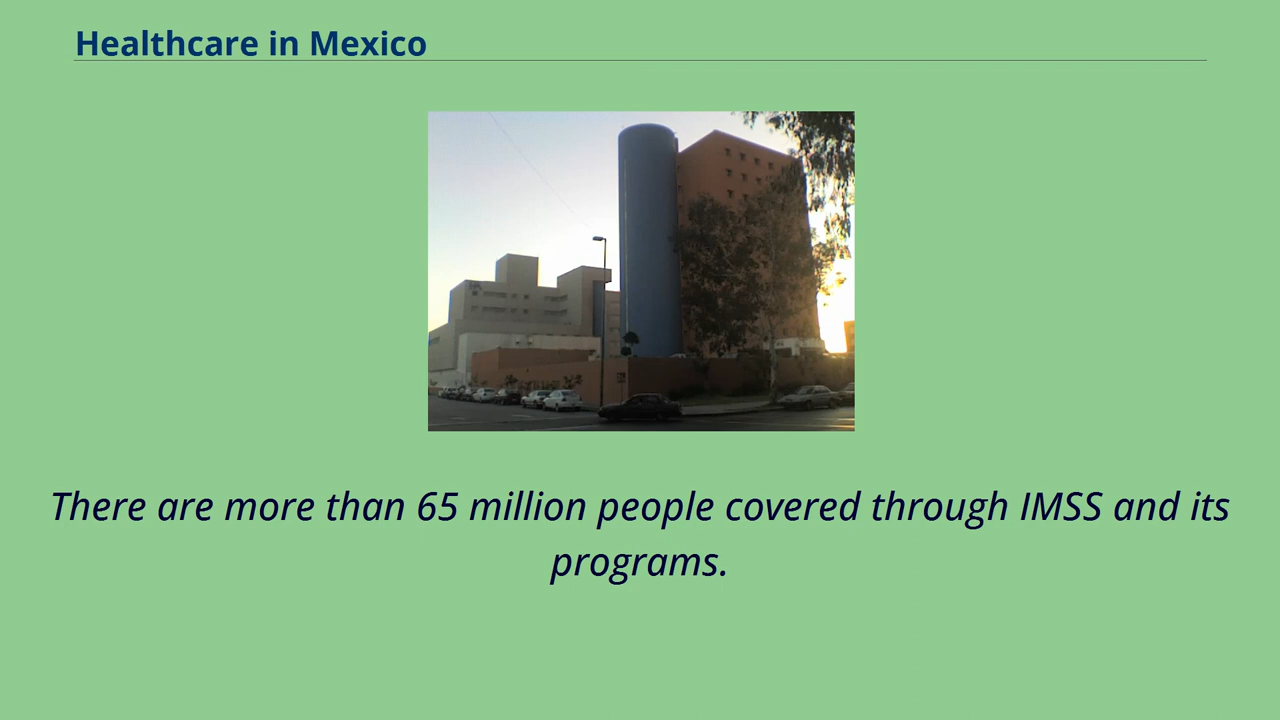 Healthcare in Mexico
There are more than 65 million people covered through IMSS and its
programs.